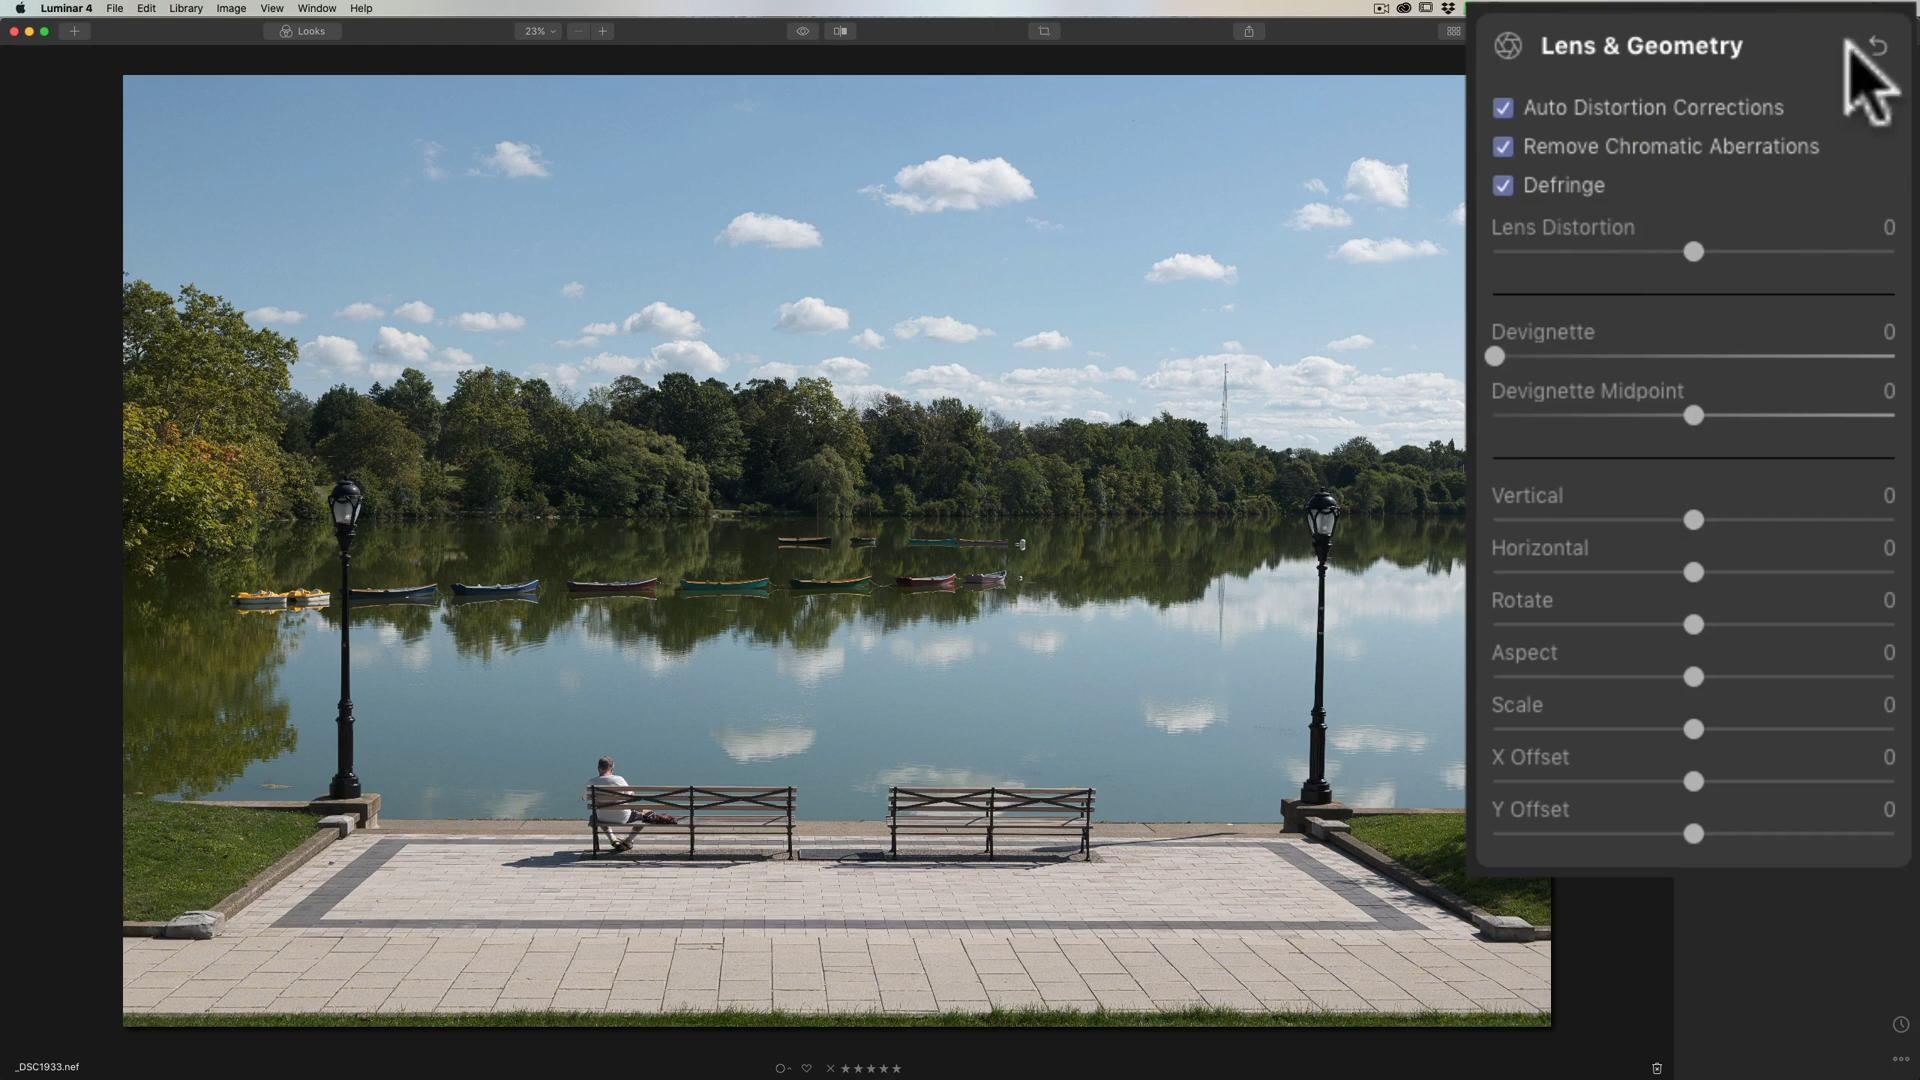 Luminar 4 File Edit Library Image View Window Help
Looks 23%
Lens & Geometry
Auto Distortion Corrections
Remove Chromatic Aberrations
Defringe
Lens Distortion 0
Devignette 0
Devignette Midpoint 0
Vertical 0
Horizontal 0
Rotate 0
Aspect 0
Scale 0
X Offset 0
Y Offset 0
_DSC1933.nef